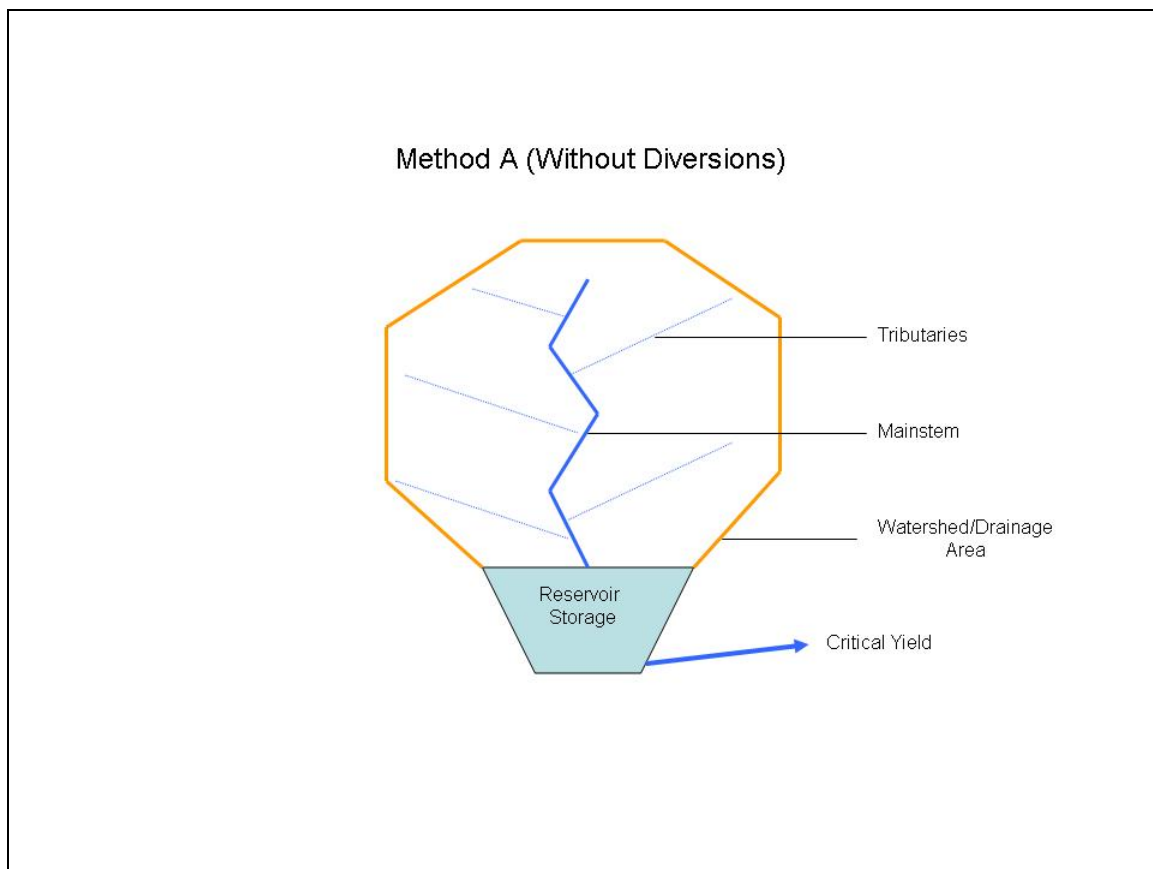 Method A (Without Diversions)
Tributaries
Mainstem
Watershed/Drainage
Area
Reservoir
Storage
Critical Yield